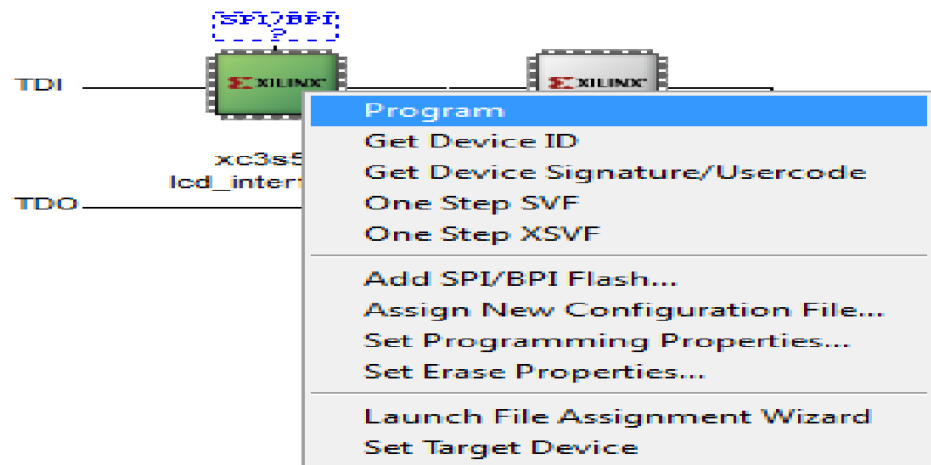 SPI/BPI
?
TDI
XILINX
XILINX
xc3s5
lcd_inter
TDO
Program
Get Device ID
Get Device Signature/Usercode
One Step SVF
One Step XSVF
Add SPI/BPI Flash...
Assign New Configuration File...
Set Programming Properties...
Set Erase Properties...
Launch File Assignment Wizard
Set Target Device